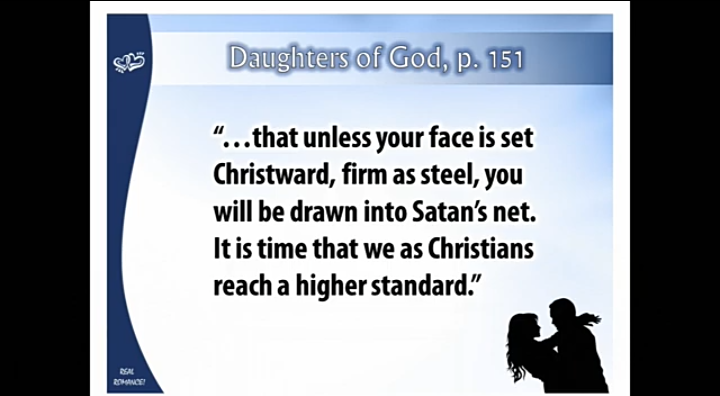 Daughters of God, p. 151
“…that unless your face is set
Christward, firm as steel, you
will be drawn into Satan’s net.
It is time that we as Christians
reach a higher standard.”
REAL
ROMANCE!